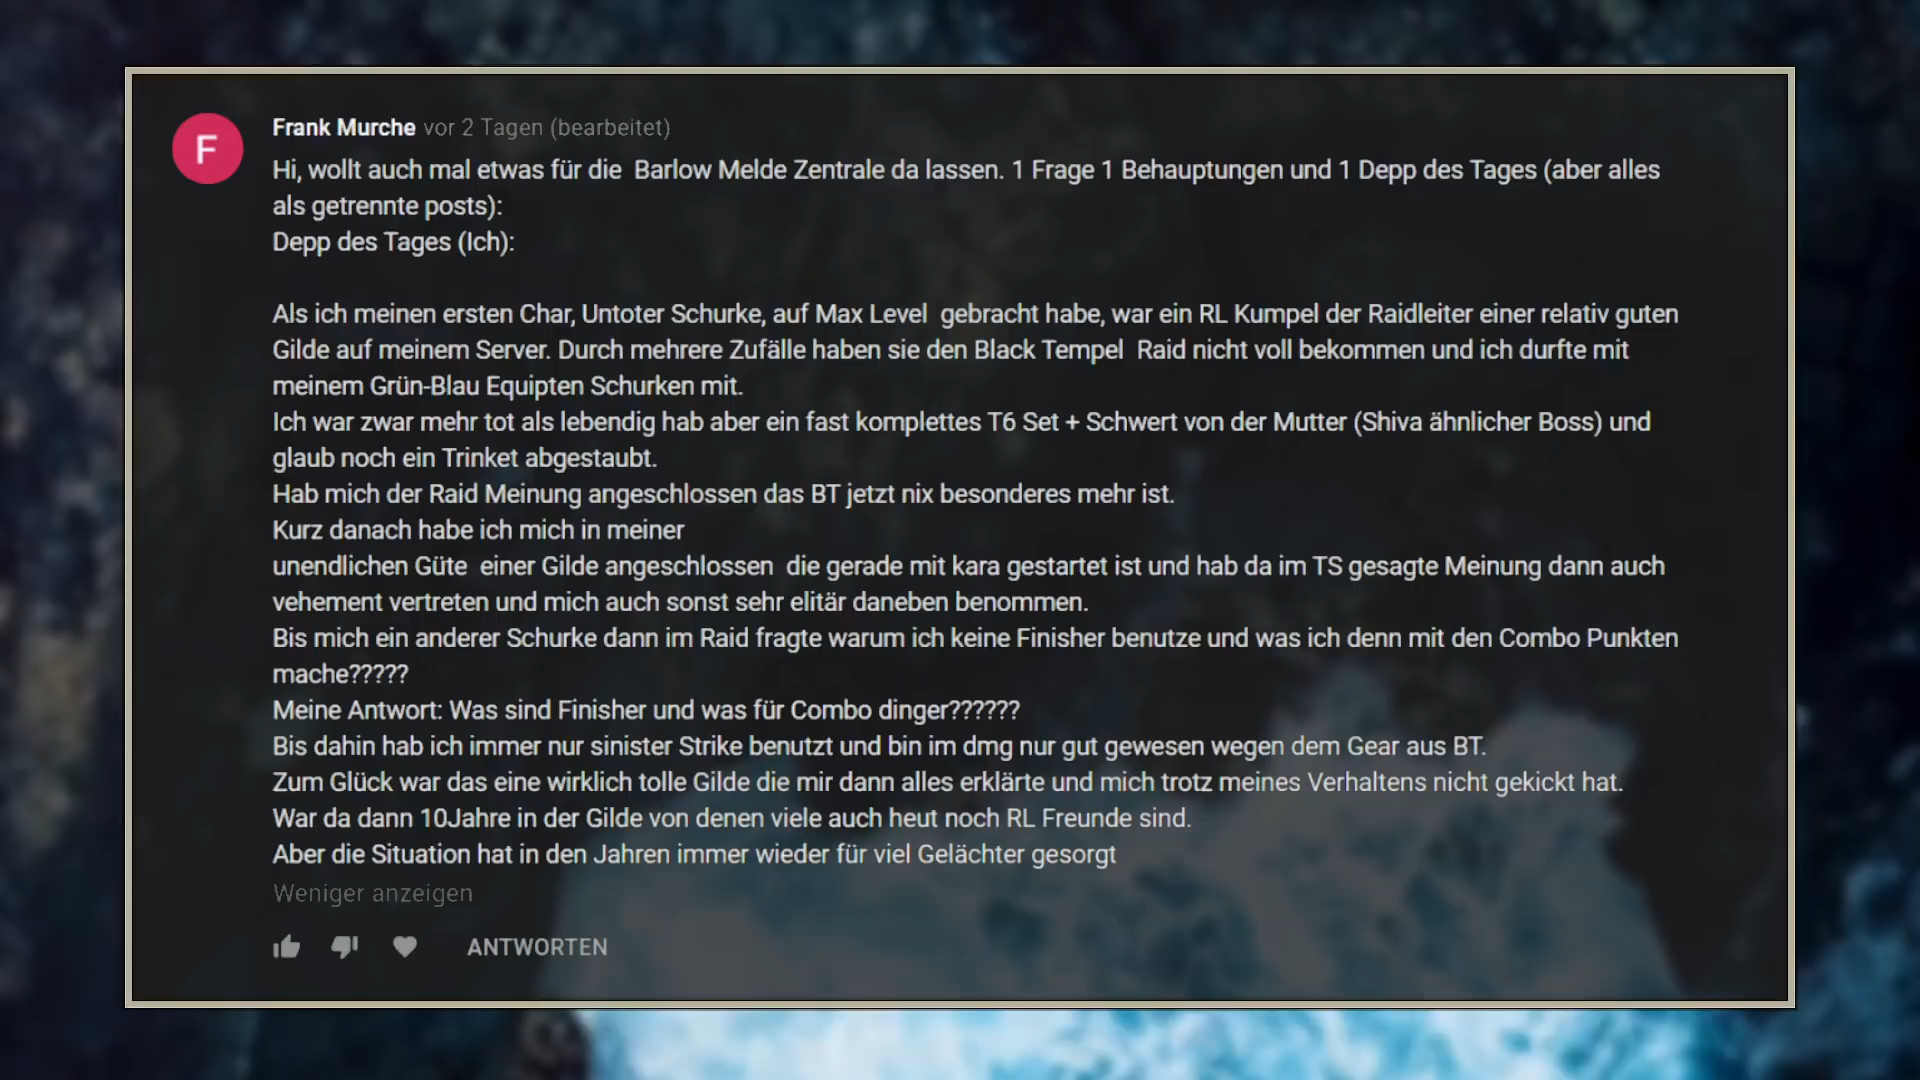 F
Frank Murche vor 2 Tagen (bearbeitet)
Hi, wollt auch mal etwas für die  Barlow Melde Zentrale da lassen. 1 Frage 1 Behauptungen und 1 Depp des Tages (aber alles
als getrennte posts):
Depp des Tages (Ich):
Als ich meinen ersten Char, Untoter Schurke, auf Max Level  gebracht habe, war ein RL Kumpel der Raidleiter einer relativ guten
Gilde auf meinem Server. Durch mehrere Zufälle haben sie den Black Tempel  Raid nicht voll bekommen und ich durfte mit
meinem Grün-Blau Equipten Schurken mit.
Ich war zwar mehr tot als lebendig hab aber ein fast komplettes T6 Set + Schwert von der Mutter (Shiva ähnlicher Boss) und
glaub noch ein Trinket abgestaubt.
Hab mich der Raid Meinung angeschlossen das BT jetzt nix besonderes mehr ist.
Kurz danach habe ich mich in meiner
unendlichen Güte  einer Gilde angeschlossen  die gerade mit kara gestartet ist und hab da im TS gesagte Meinung dann auch
vehement vertreten und mich auch sonst sehr elitär daneben benommen.
Bis mich ein anderer Schurke dann im Raid fragte warum ich keine Finisher benutze und was ich denn mit den Combo Punkten
mache?????
Meine Antwort: Was sind Finisher und was für Combo dinger??????
Bis dahin hab ich immer nur sinister Strike benutzt und bin im dmg nur gut gewesen wegen dem Gear aus BT.
Zum Glück war das eine wirklich tolle Gilde die mir dann alles erklärte und mich trotz meines Verhaltens nicht gekickt hat.
War da dann 10Jahre in der Gilde von denen viele auch heut noch RL Freunde sind.
Aber die Situation hat in den Jahren immer wieder für viel Gelächter gesorgt
Weniger anzeigen
ANTWORTEN